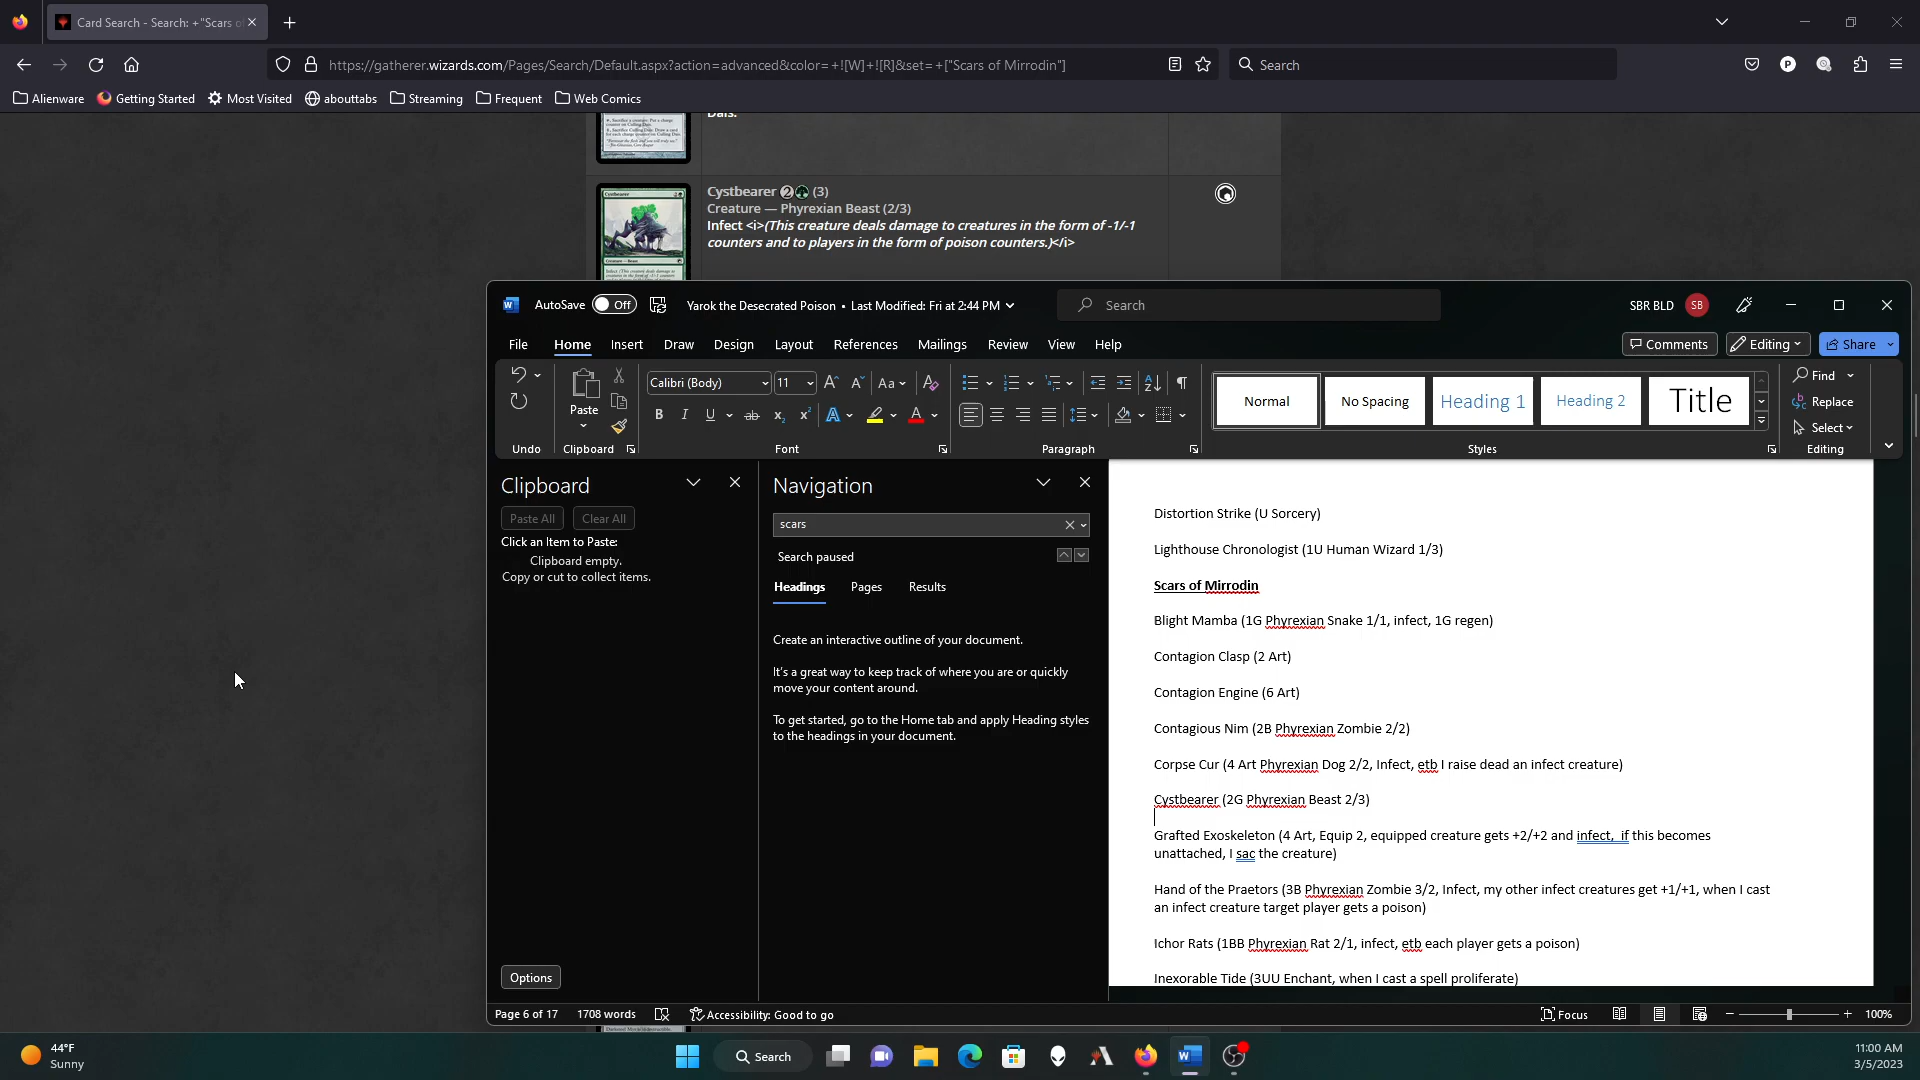 Card Search - Search: +"Scars o
https://gatherer.wizards.com/Pages/Search/Default.aspx?action=advanced&color=+![W]+![R]&set=+["Scars of Mirrodin"]
Search
Alienware
Getting Started
Most Visited
abouttabs
Streaming
Frequent
Web Comics
Dais.
Cystbearer 2 (3)
Creature — Phyrexian Beast (2/3)
Infect <i>(This creature deals damage to creatures in the form of -1/-1
counters and to players in the form of poison counters.)</i>
Cystbearer
AutoSave Off
Yarok the Desecrated Poison • Last Modified: Fri at 2:44 PM
Search
SBR BLD SB
File Home Insert Draw Design Layout References Mailings Review View Help
Comments Editing Share
Paste
Calibri (Body) 11
Normal
No Spacing
Heading 1
Heading 2
Title
Find
Replace
Select
Undo Clipboard Font Paragraph Styles Editing
Clipboard
Paste All Clear All
Click an Item to Paste:
Clipboard empty.
Copy or cut to collect items.
Options
Navigation
scars
Search paused
Headings Pages Results
Create an interactive outline of your document.
It's a great way to keep track of where you are or quickly
move your content around.
To get started, go to the Home tab and apply Heading styles
to the headings in your document.
Distortion Strike (U Sorcery)
Lighthouse Chronologist (1U Human Wizard 1/3)
Scars of Mirrodin
Blight Mamba (1G Phyrexian Snake 1/1, infect, 1G regen)
Contagion Clasp (2 Art)
Contagion Engine (6 Art)
Contagious Nim (2B Phyrexian Zombie 2/2)
Corpse Cur (4 Art Phyrexian Dog 2/2, Infect, etb I raise dead an infect creature)
Cystbearer (2G Phyrexian Beast 2/3)
Grafted Exoskeleton (4 Art, Equip 2, equipped creature gets +2/+2 and infect,  if this becomes
unattached, I sac the creature)
Hand of the Praetors (3B Phyrexian Zombie 3/2, Infect, my other infect creatures get +1/+1, when I cast
an infect creature target player gets a poison)
Ichor Rats (1BB Phyrexian Rat 2/1, infect, etb each player gets a poison)
Inexorable Tide (3UU Enchant, when I cast a spell proliferate)
Page 6 of 17 1708 words
Accessibility: Good to go
Focus
100%
44°F
Sunny
Search
11:00 AM
3/5/2023